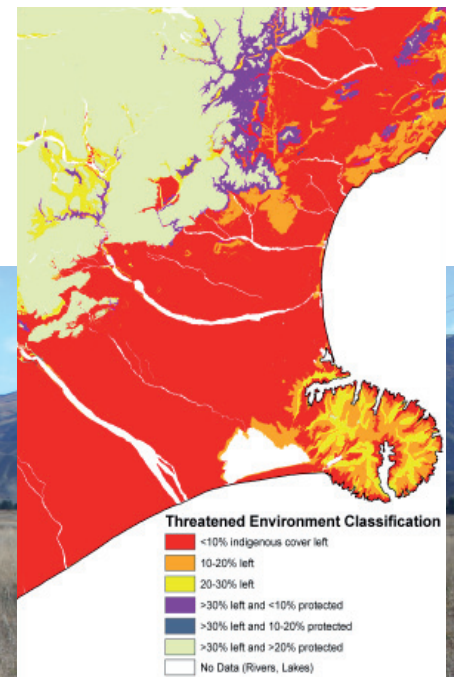 Threatened Environment Classification
<10% indigenous cover left
10-20% left
20-30% left
>30% left and <10% protected
>30% left and 10-20% protected
>30% left and >20% protected
No Data (Rivers, Lakes)